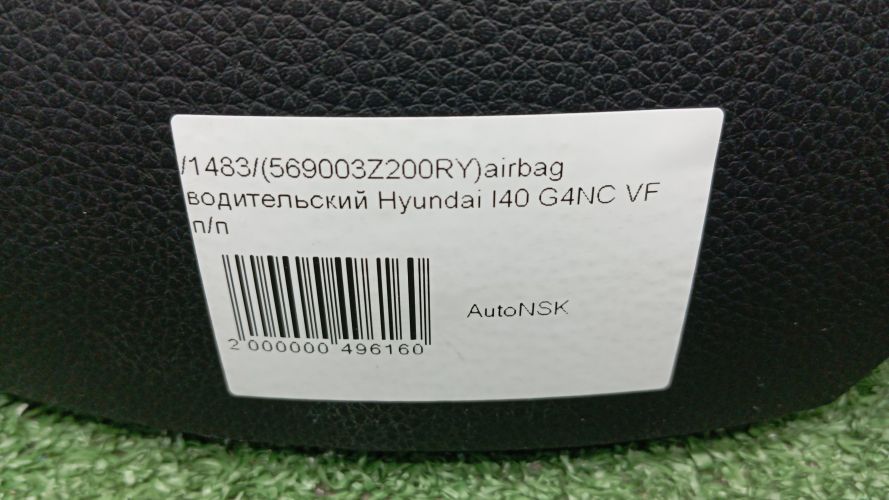 /1483/(569003Z200RY)airbag
водительский Hyundai I40 G4NC VF
п/п
AutoNSK
2 000000 496160